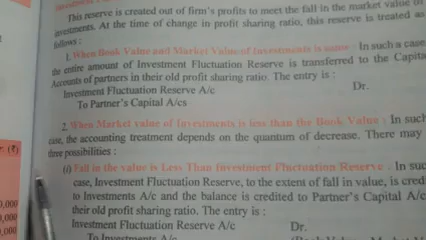 This reserve is created out of firm's profits to meet the fall in the market value of
investments. At the time of change in profit sharing ratio, this reserve is treated as
follows :
1. When Book Value and Market Value of Investments is same : In such a case
the entire amount of Investment Fluctuation Reserve is transferred to the Capital
Accounts of partners in their old profit sharing ratio. The entry is :
Investment Fluctuation Reserve A/c Dr.
To Partner's Capital A/cs
2. When Market value of Investments is less than the Book Value : In such
case, the accounting treatment depends on the quantum of decrease. There may
three possibilities :
(i) Fall in the value is Less Than Investment Fluctuation Reserve . In suc
case, Investment Fluctuation Reserve, to the extent of fall in value, is cred
to Investments A/c and the balance is credited to Partner's Capital A/c
their old profit sharing ratio. The entry is :
Investment Fluctuation Reserve A/c Dr.
To Investments A/c
(₹)
0,000
,000
,000